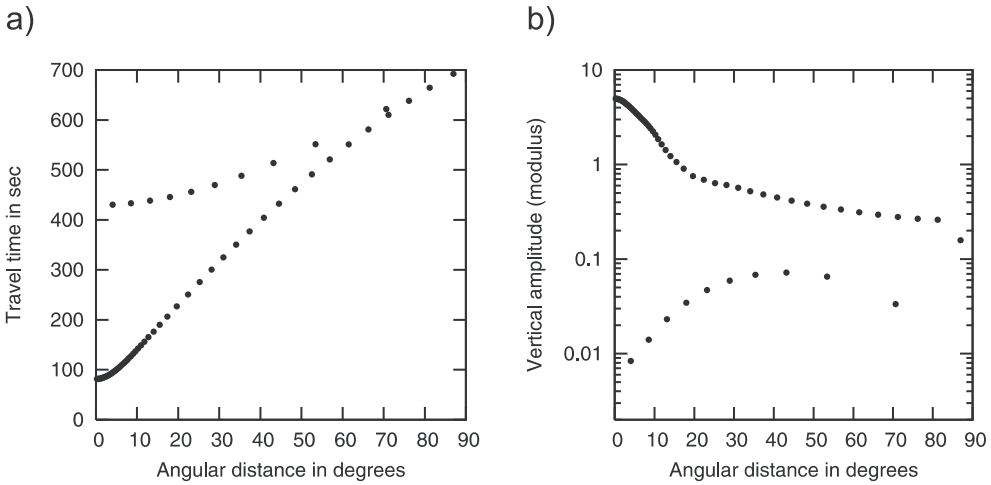 a)
700
600
500
400
300
200
100
0
Travel time in sec
0 10 20 30 40 50 60 70 80 90
Angular distance in degrees
b)
10
1
0.1
0.01
Vertical amplitude (modulus)
0 10 20 30 40 50 60 70 80 90
Angular distance in degrees